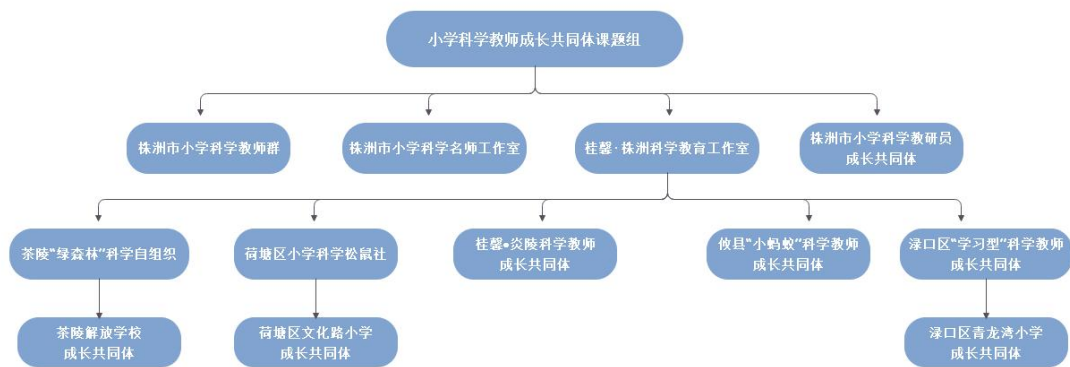 小学科学教师成长共同体课题组
株洲市小学科学教师群
株洲市小学科学名师工作室
桂馨·株洲科学教育工作室
株洲市小学科学教研员
成长共同体
茶陵“绿森林”科学自组织
荷塘区小学科学松鼠社
桂馨•炎陵科学教师
成长共同体
攸县“小蚂蚁”科学教师
成长共同体
渌口区“学习型”科学教师
成长共同体
茶陵解放学校
成长共同体
荷塘区文化路小学
成长共同体
渌口区青龙湾小学
成长共同体